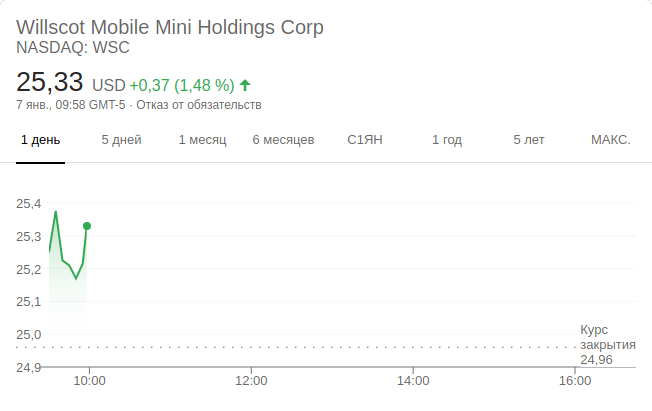 Willscot Mobile Mini Holdings Corp
NASDAQ: WSC
25,33 USD +0,37 (1,48 %)
7 янв., 09:58 GMT-5 · Отказ от обязательств
1 день 5 дней 1 месяц 6 месяцев С1ЯН 1 год 5 лет МАКС.
25,4
25,3
25,2
25,1
25,0
24,9
Курс
закрытия
24,96
10:00 12:00 14:00 16:00